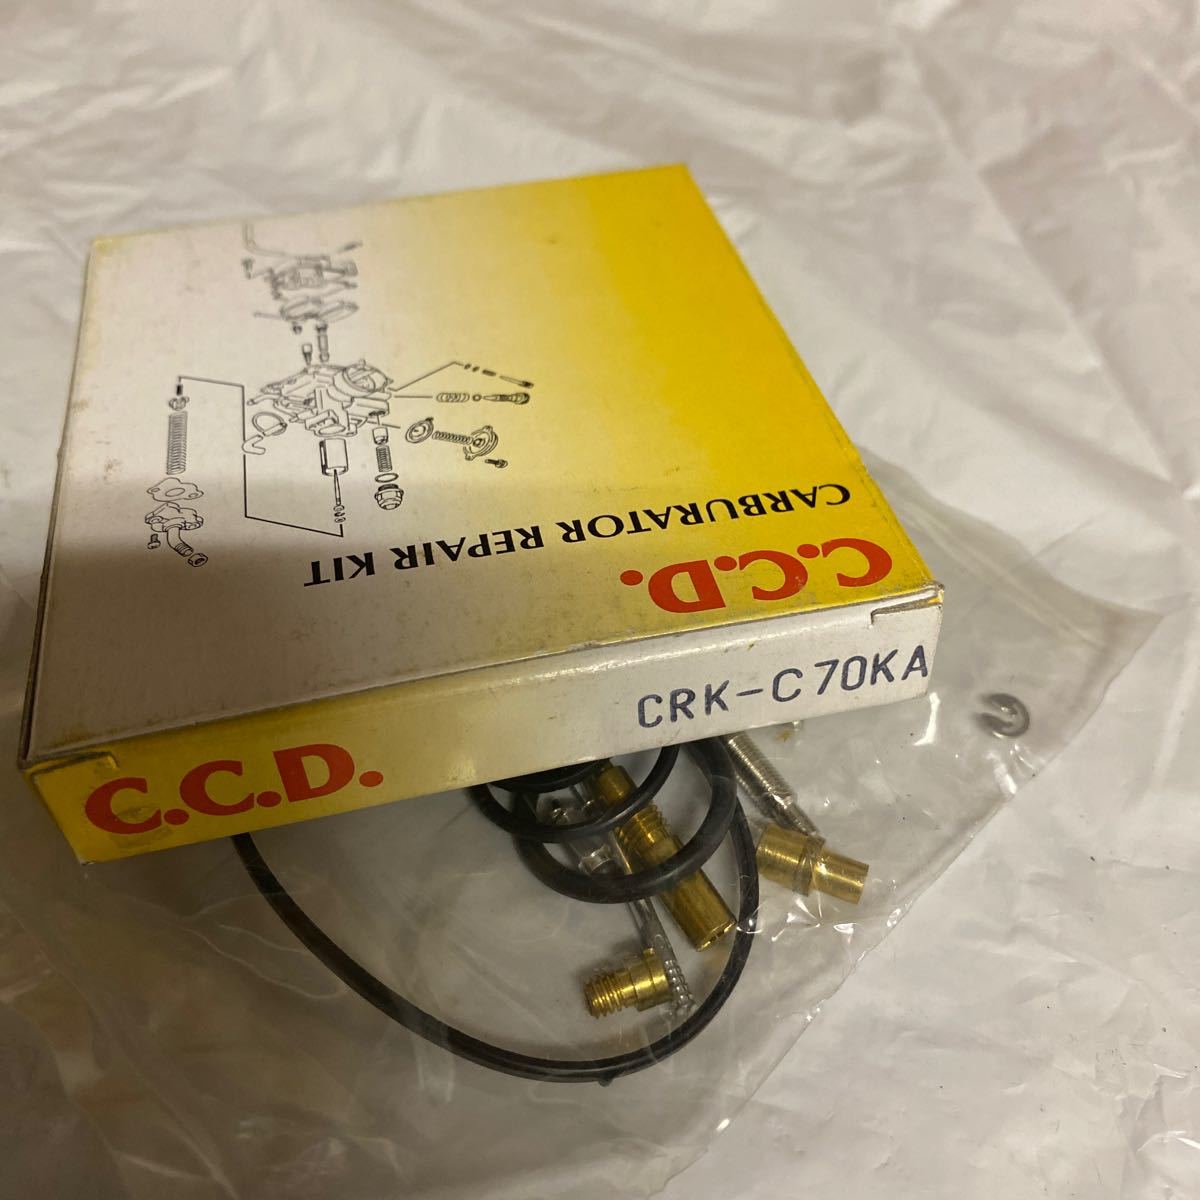 C.C.D.
CARBURATOR REPAIR KIT
CRK-C70KA
C.C.D.